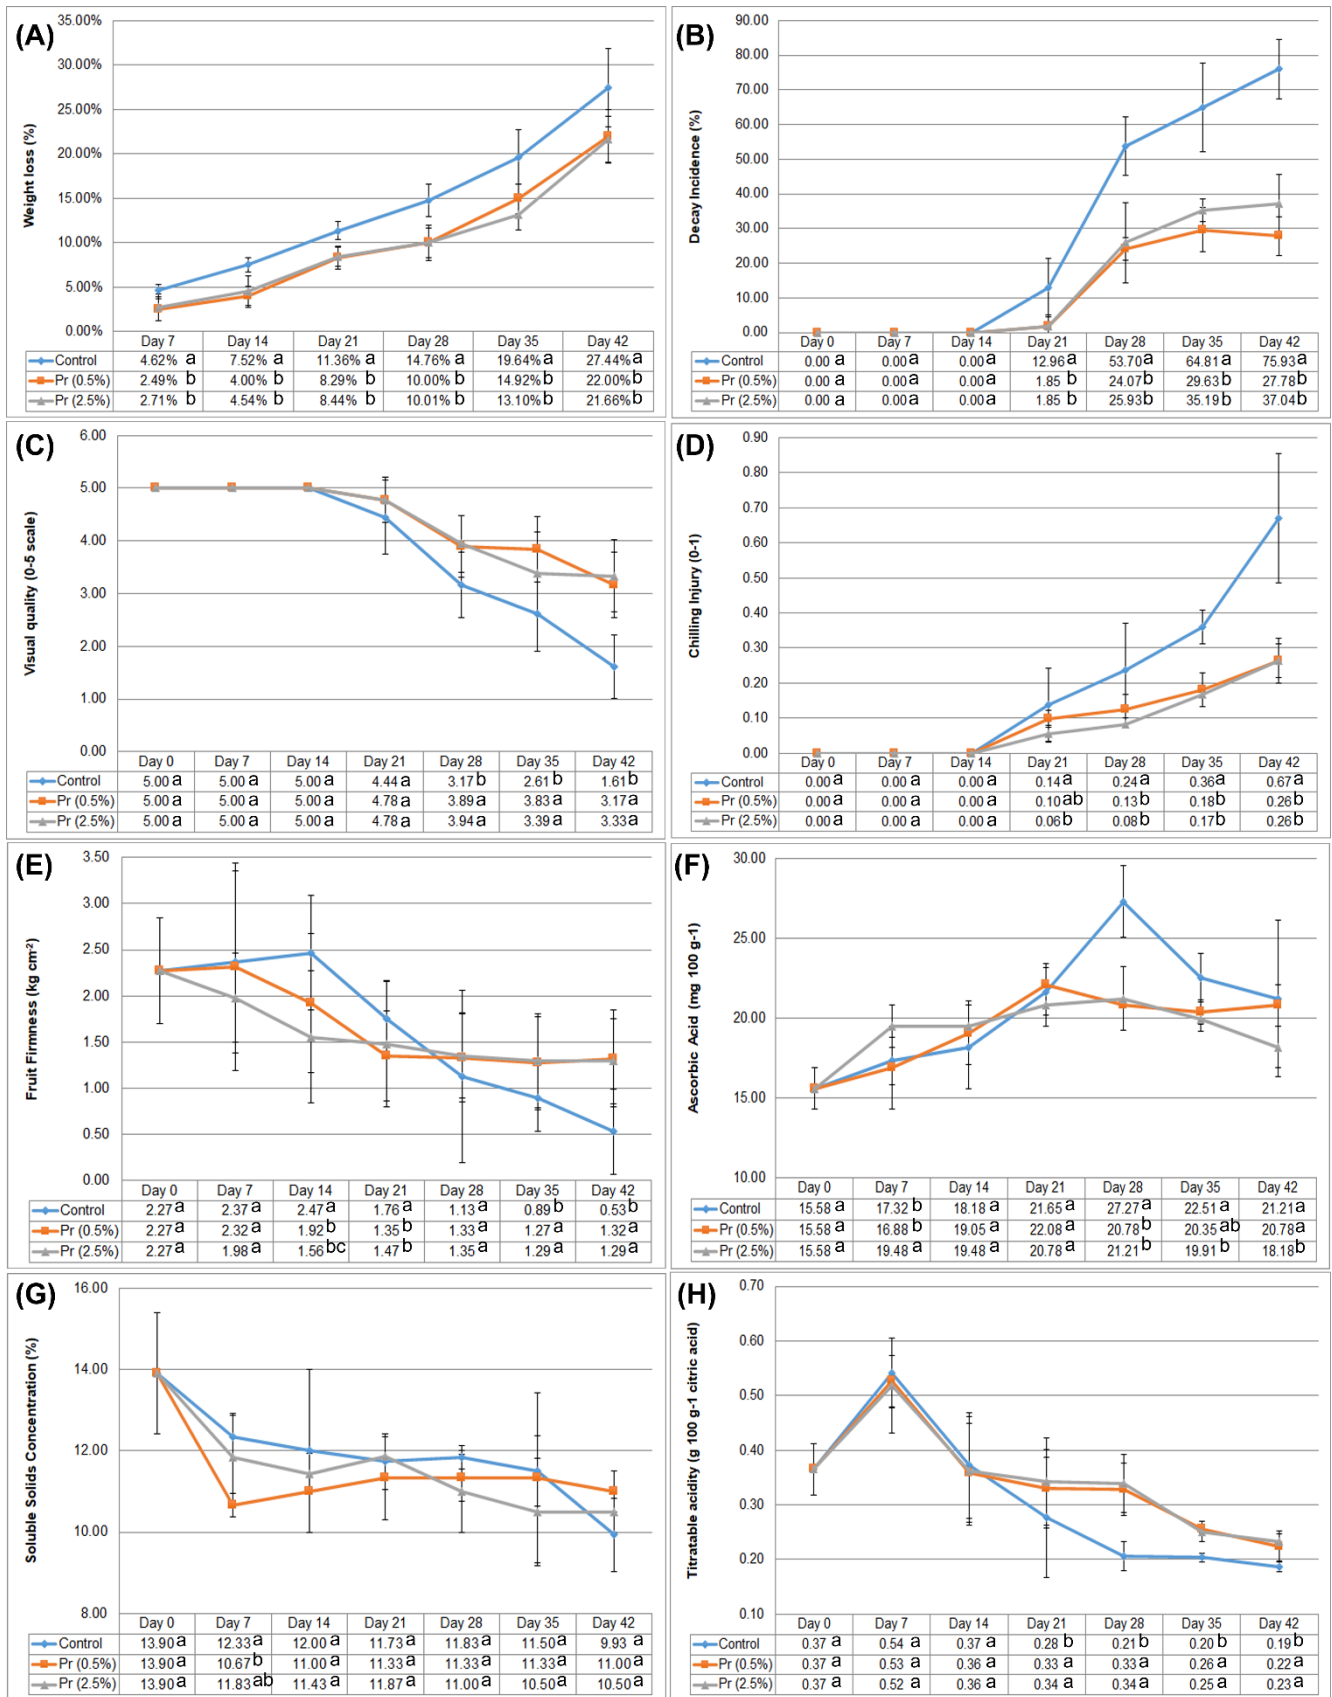 (A)
Weight loss (%)
35.00%
30.00%
25.00%
20.00%
15.00%
10.00%
5.00%
0.00%
Day 7 Day 14 Day 21 Day 28 Day 35 Day 42
Control 4.62% a 7.52% a 11.36% a 14.76% a 19.64% a 27.44% a
Pr (0.5%) 2.49% b 4.00% b 8.29% b 10.00% b 14.92% b 22.00% b
Pr (2.5%) 2.71% b 4.54% b 8.44% b 10.01% b 13.10% b 21.66% b
(B)
Decay Incidence (%)
90.00
80.00
70.00
60.00
50.00
40.00
30.00
20.00
10.00
0.00
Day 0 Day 7 Day 14 Day 21 Day 28 Day 35 Day 42
Control 0.00 a 0.00 a 0.00 a 12.96 a 53.70 a 64.81 a 75.93 a
Pr (0.5%) 0.00 a 0.00 a 0.00 a 1.85 b 24.07 b 29.63 b 27.78 b
Pr (2.5%) 0.00 a 0.00 a 0.00 a 1.85 b 25.93 b 35.19 b 37.04 b
(C)
Visual quality (0-5 scale)
6.00
5.00
4.00
3.00
2.00
1.00
0.00
Day 0 Day 7 Day 14 Day 21 Day 28 Day 35 Day 42
Control 5.00 a 5.00 a 5.00 a 4.44 a 3.17 b 2.61 b 1.61 b
Pr (0.5%) 5.00 a 5.00 a 5.00 a 4.78 a 3.89 a 3.83 a 3.17 a
Pr (2.5%) 5.00 a 5.00 a 5.00 a 4.78 a 3.94 a 3.39 a 3.33 a
(D)
Chilling Injury (0-1)
0.90
0.80
0.70
0.60
0.50
0.40
0.30
0.20
0.10
0.00
Day 0 Day 7 Day 14 Day 21 Day 28 Day 35 Day 42
Control 0.00 a 0.00 a 0.00 a 0.14 a 0.24 a 0.36 a 0.67 a
Pr (0.5%) 0.00 a 0.00 a 0.00 a 0.10 ab 0.13 b 0.18 b 0.26 b
Pr (2.5%) 0.00 a 0.00 a 0.00 a 0.06 b 0.08 b 0.17 b 0.26 b
(E)
Fruit Firmness (kg cm-2)
3.50
3.00
2.50
2.00
1.50
1.00
0.50
0.00
Day 0 Day 7 Day 14 Day 21 Day 28 Day 35 Day 42
Control 2.27 a 2.37 a 2.47 a 1.76 a 1.13 a 0.89 b 0.53 b
Pr (0.5%) 2.27 a 2.32 a 1.92 b 1.35 b 1.33 a 1.27 a 1.32 a
Pr (2.5%) 2.27 a 1.98 a 1.56 bc 1.47 b 1.35 a 1.29 a 1.29 a
(F)
Ascorbic Acid (mg 100 g-1)
30.00
25.00
20.00
15.00
10.00
Day 0 Day 7 Day 14 Day 21 Day 28 Day 35 Day 42
Control 15.58 a 17.32 b 18.18 a 21.65 a 27.27 a 22.51 a 21.21 a
Pr (0.5%) 15.58 a 16.88 b 19.05 a 22.08 a 20.78 b 20.35 ab 20.78 a
Pr (2.5%) 15.58 a 19.48 a 19.48 a 20.78 a 21.21 b 19.91 b 18.18 b
(G)
Soluble Solids Concentration (%)
16.00
14.00
12.00
10.00
8.00
Day 0 Day 7 Day 14 Day 21 Day 28 Day 35 Day 42
Control 13.90 a 12.33 a 12.00 a 11.73 a 11.83 a 11.50 a 9.93 a
Pr (0.5%) 13.90 a 10.67 b 11.00 a 11.33 a 11.33 a 11.33 a 11.00 a
Pr (2.5%) 13.90 a 11.83 ab 11.43 a 11.87 a 11.00 a 10.50 a 10.50 a
(H)
Titratable acidity (g 100 g-1 citric acid)
0.70
0.60
0.50
0.40
0.30
0.20
0.10
Day 0 Day 7 Day 14 Day 21 Day 28 Day 35 Day 42
Control 0.37 a 0.54 a 0.37 a 0.28 b 0.21 b 0.20 b 0.19 b
Pr (0.5%) 0.37 a 0.53 a 0.36 a 0.33 a 0.33 a 0.26 a 0.22 a
Pr (2.5%) 0.37 a 0.52 a 0.36 a 0.34 a 0.34 a 0.25 a 0.23 a